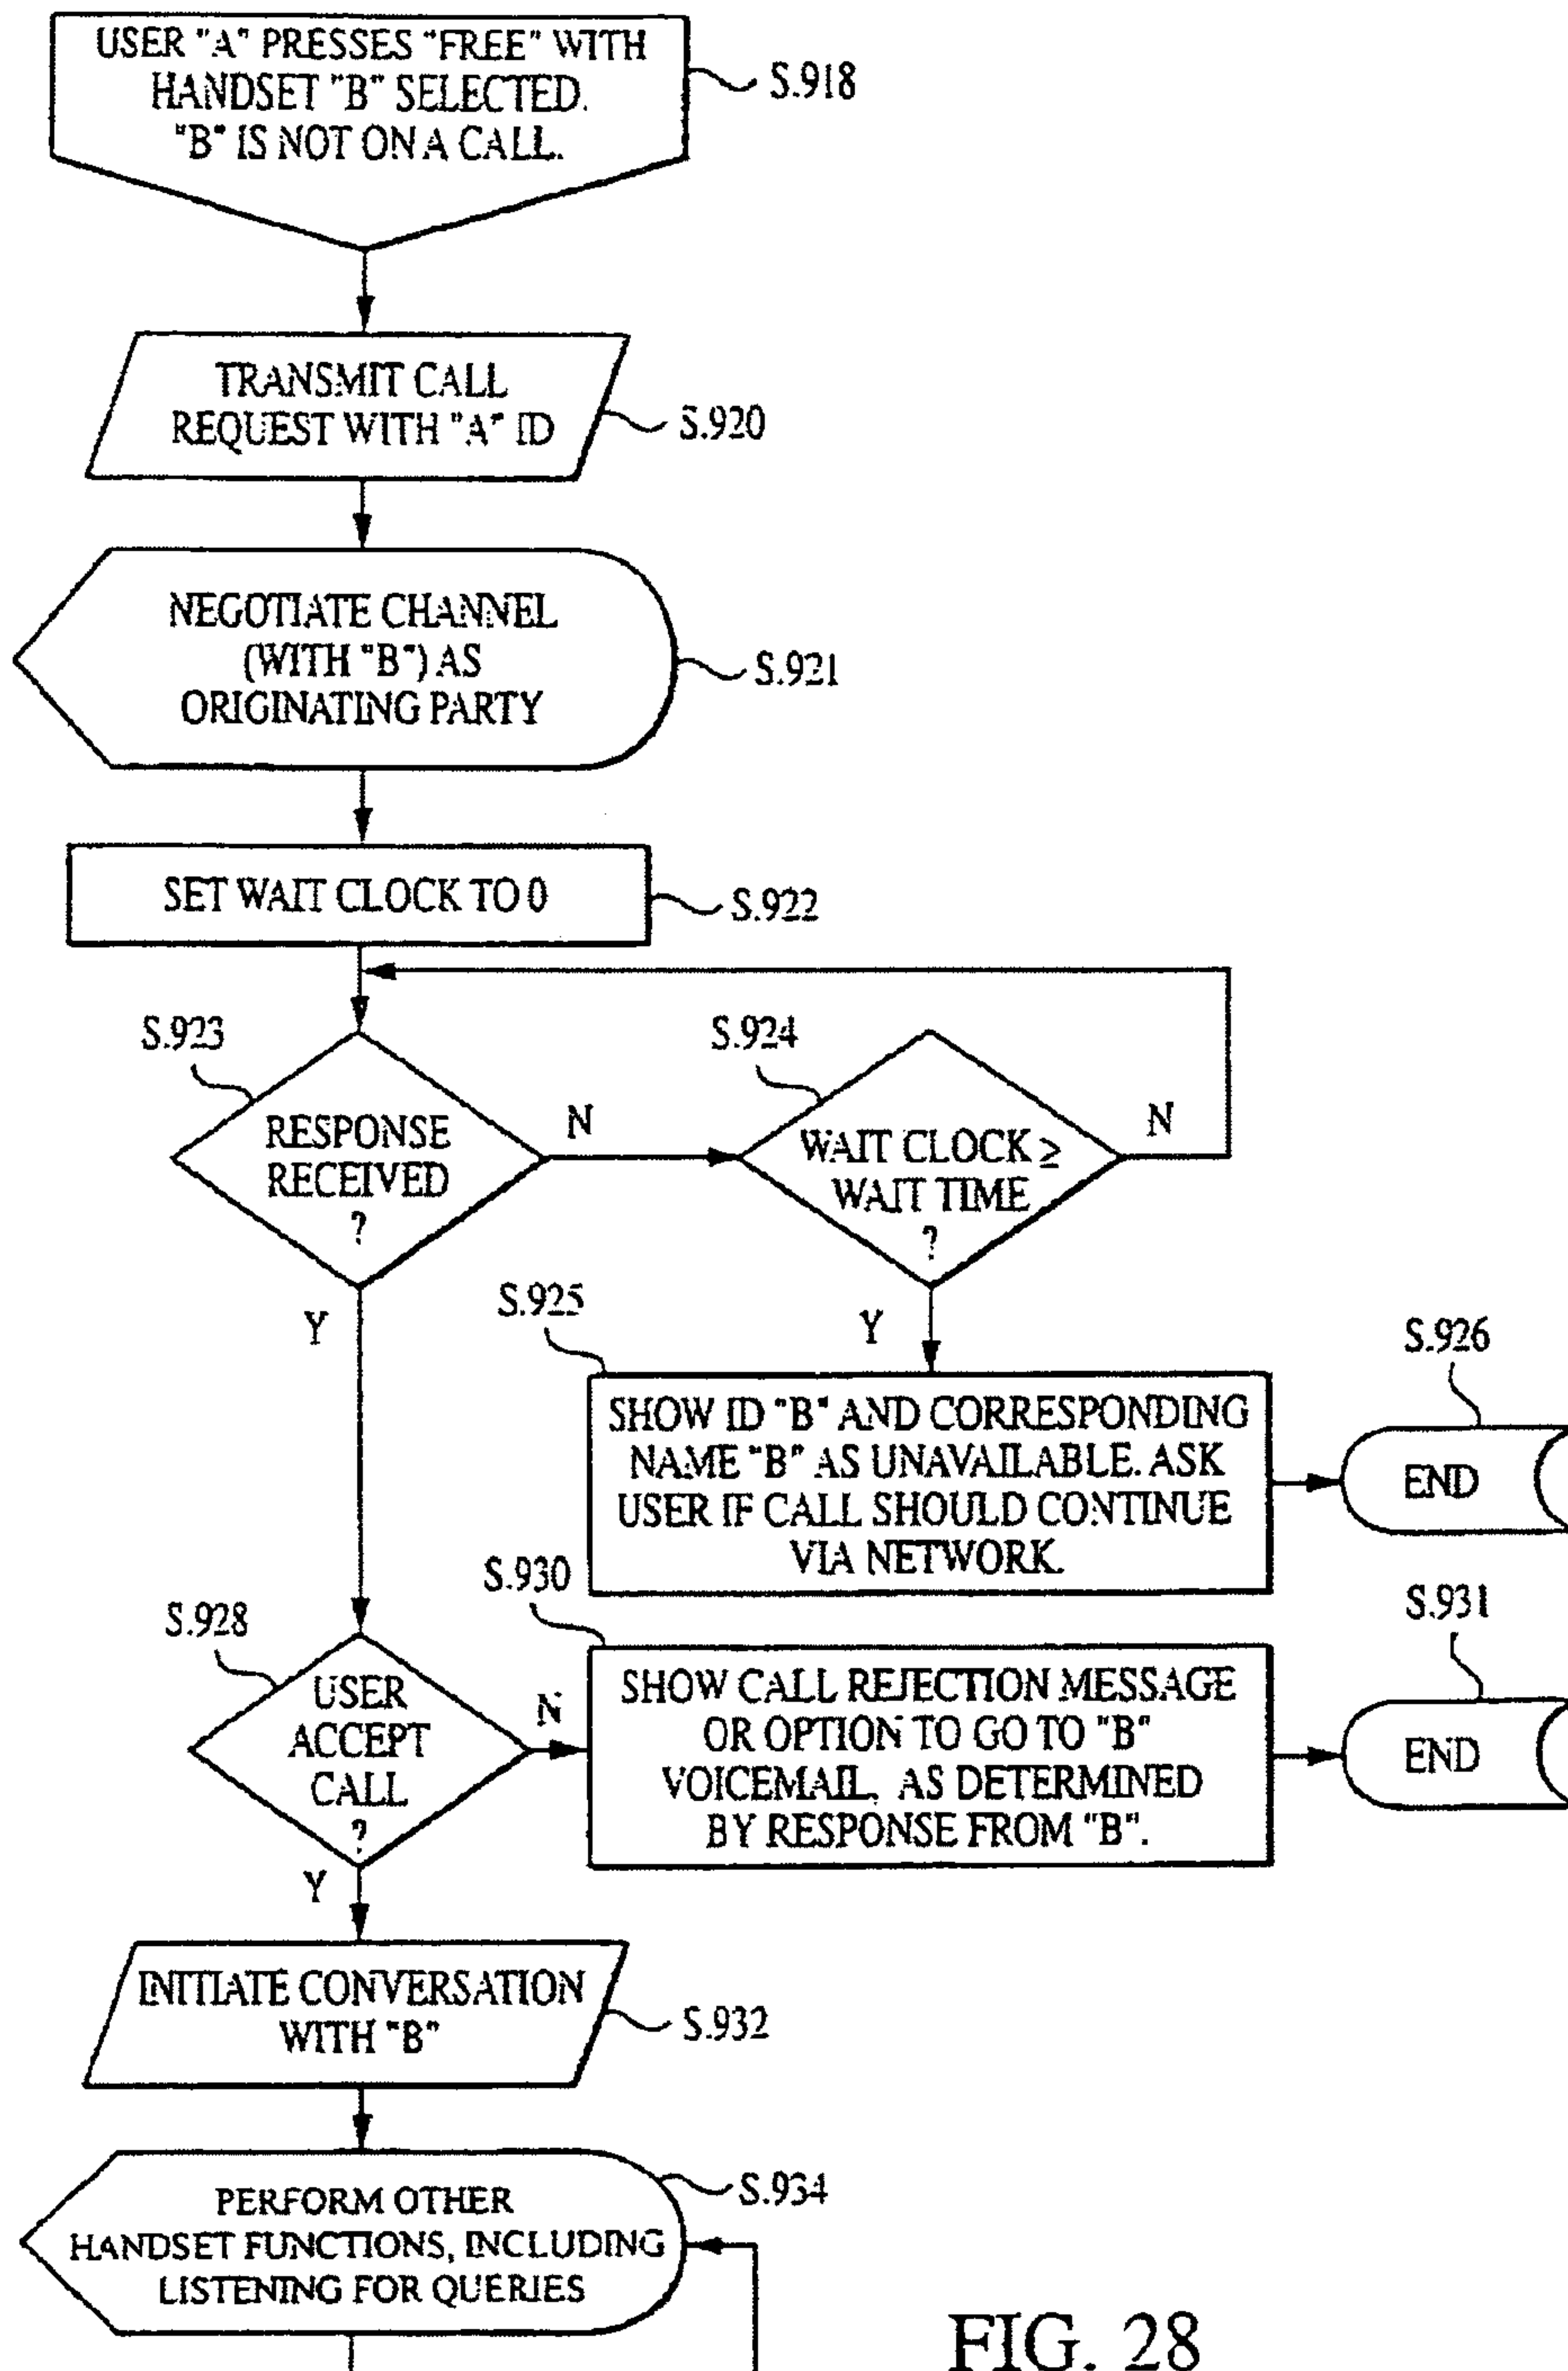 USER "A" PRESSES "FREE" WITH
HANDSET "B" SELECTED.
"B" IS NOT ON A CALL.
S.918
TRANSMIT CALL
REQUEST WITH "A" ID
S.920
NEGOTIATE CHANNEL
(WITH "B") AS
ORIGINATING PARTY
S.921
SET WAIT CLOCK TO 0
S.922
S.923
RESPONSE
RECEIVED
?
N
Y
S.924
WAIT CLOCK ≥
WAIT TIME
?
N
Y
S.925
SHOW ID "B" AND CORRESPONDING
NAME "B" AS UNAVAILABLE. ASK
USER IF CALL SHOULD CONTINUE
VIA NETWORK.
S.926
END
S.928
USER
ACCEPT
CALL
?
N
Y
S.930
SHOW CALL REJECTION MESSAGE
OR OPTION TO GO TO "B"
VOICEMAIL, AS DETERMINED
BY RESPONSE FROM "B".
S.931
END
INITIATE CONVERSATION
WITH "B"
S.932
PERFORM OTHER
HANDSET FUNCTIONS, INCLUDING
LISTENING FOR QUERIES
S.934
FIG. 28